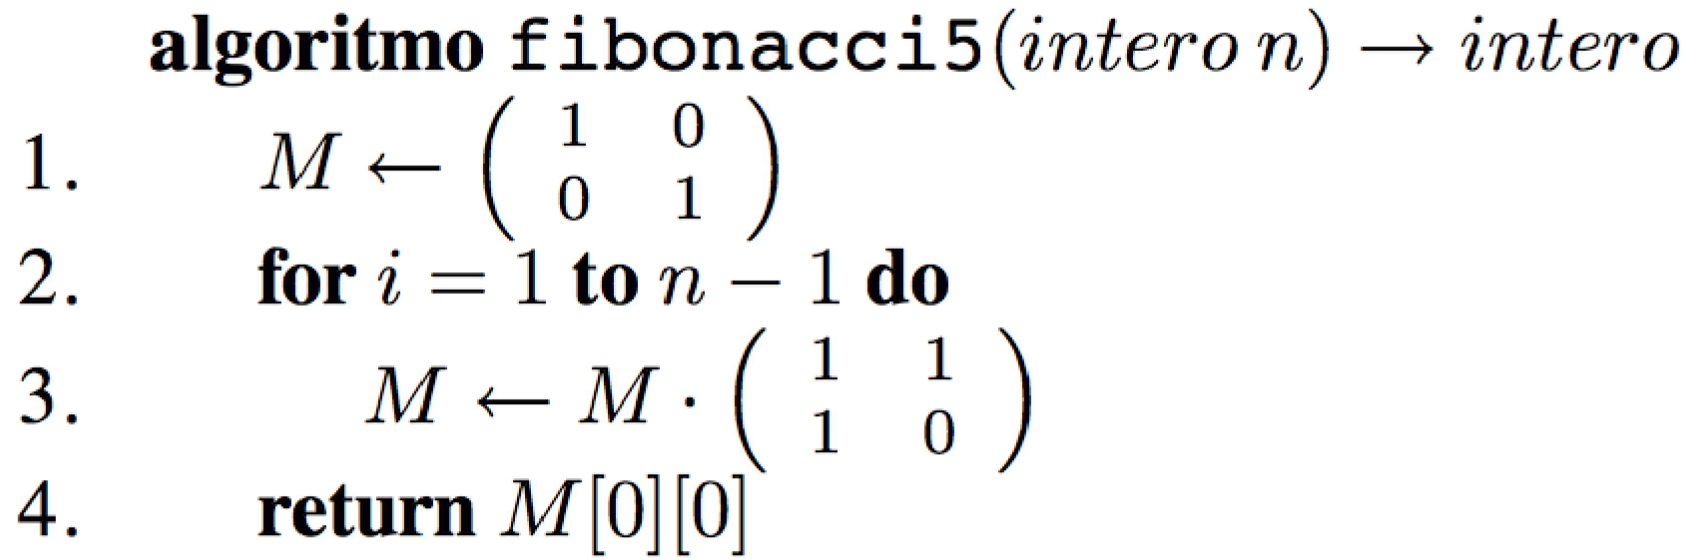 algoritmo fibonacci5(intero n) → intero
1. M ← ( 1 0
0 1 )
2. for i = 1 to n − 1 do
3. M ← M · ( 1 1
1 0 )
4. return M[0][0]